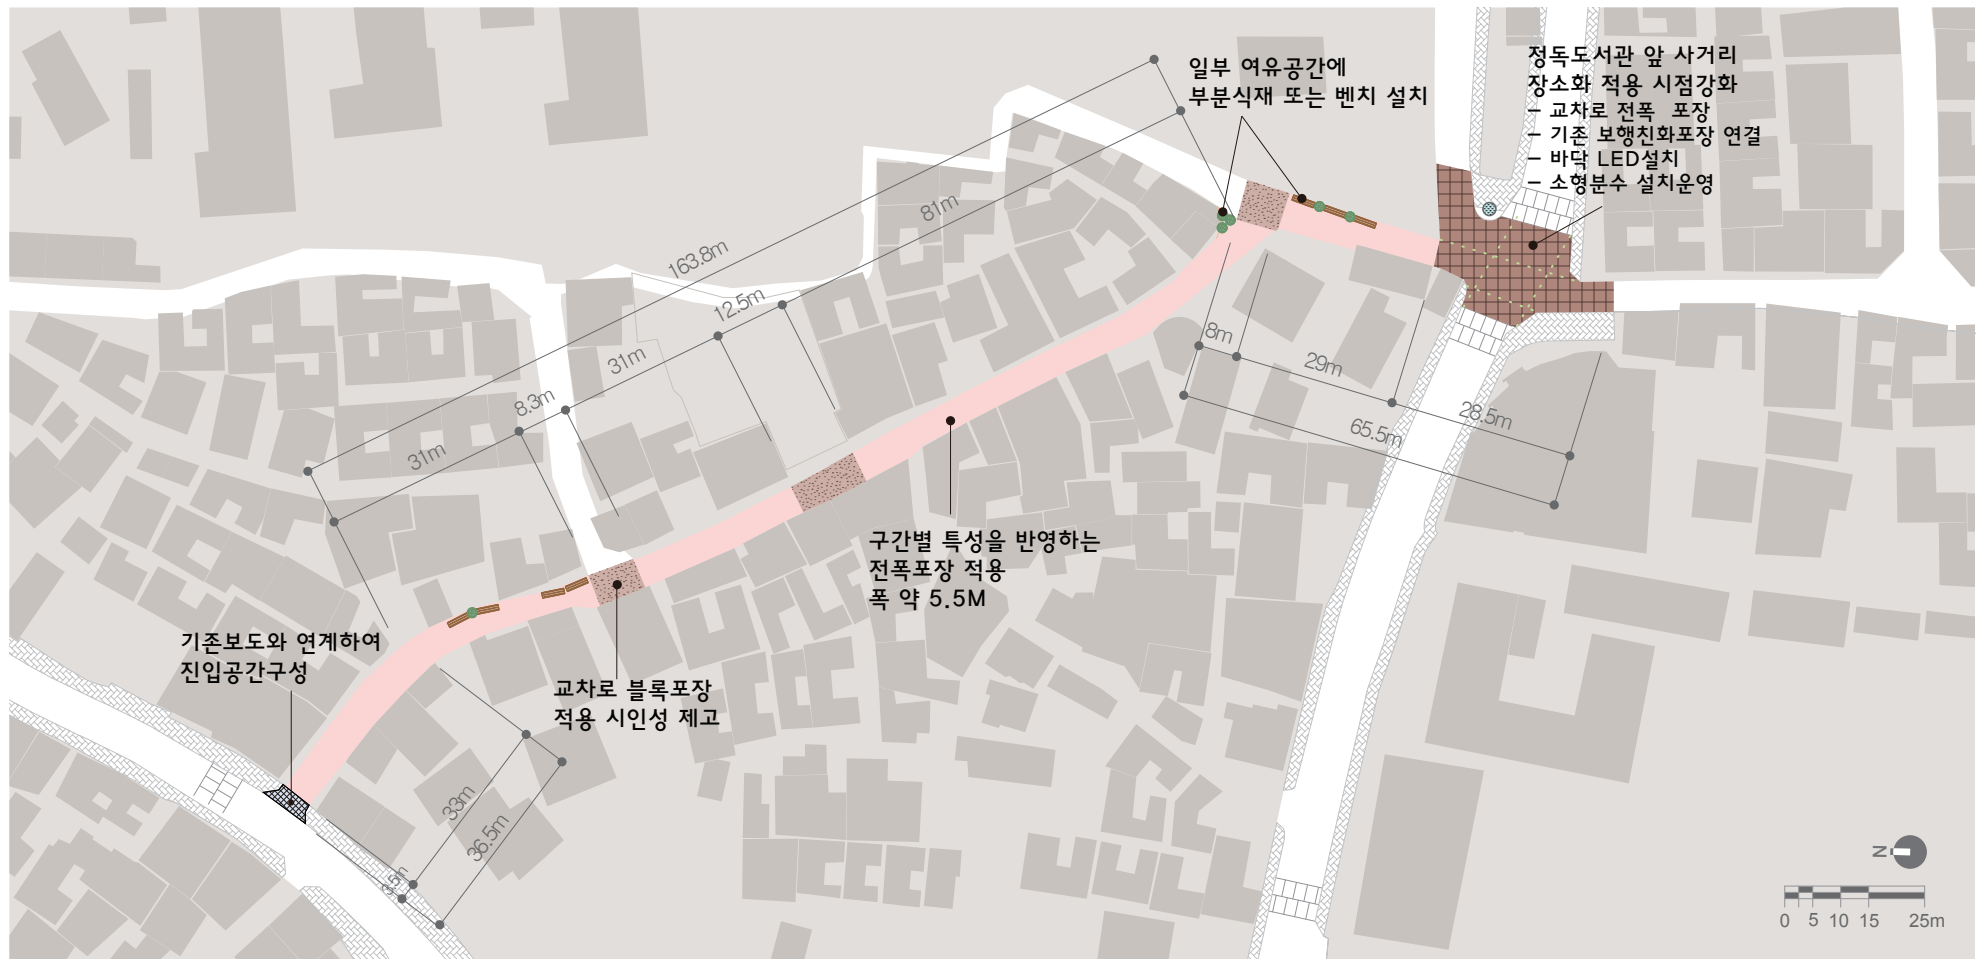 일부 여유공간에
부분식재 또는 벤치 설치
정독도서관 앞 사거리
장소화 적용 시점강화
- 교차로 전폭 포장
- 기존 보행친화포장 연결
- 바닥 LED설치
- 소형분수 설치운영
163.8m
81m
12.5m
31m
8.3m
31m
8m
29m
28.5m
65.5m
구간별 특성을 반영하는
전폭포장 적용
폭 약 5.5M
기존보도와 연계하여
진입공간구성
교차로 블록포장
적용 시인성 제고
33m
36.5m
3.5m
N
0 5 10 15 25m